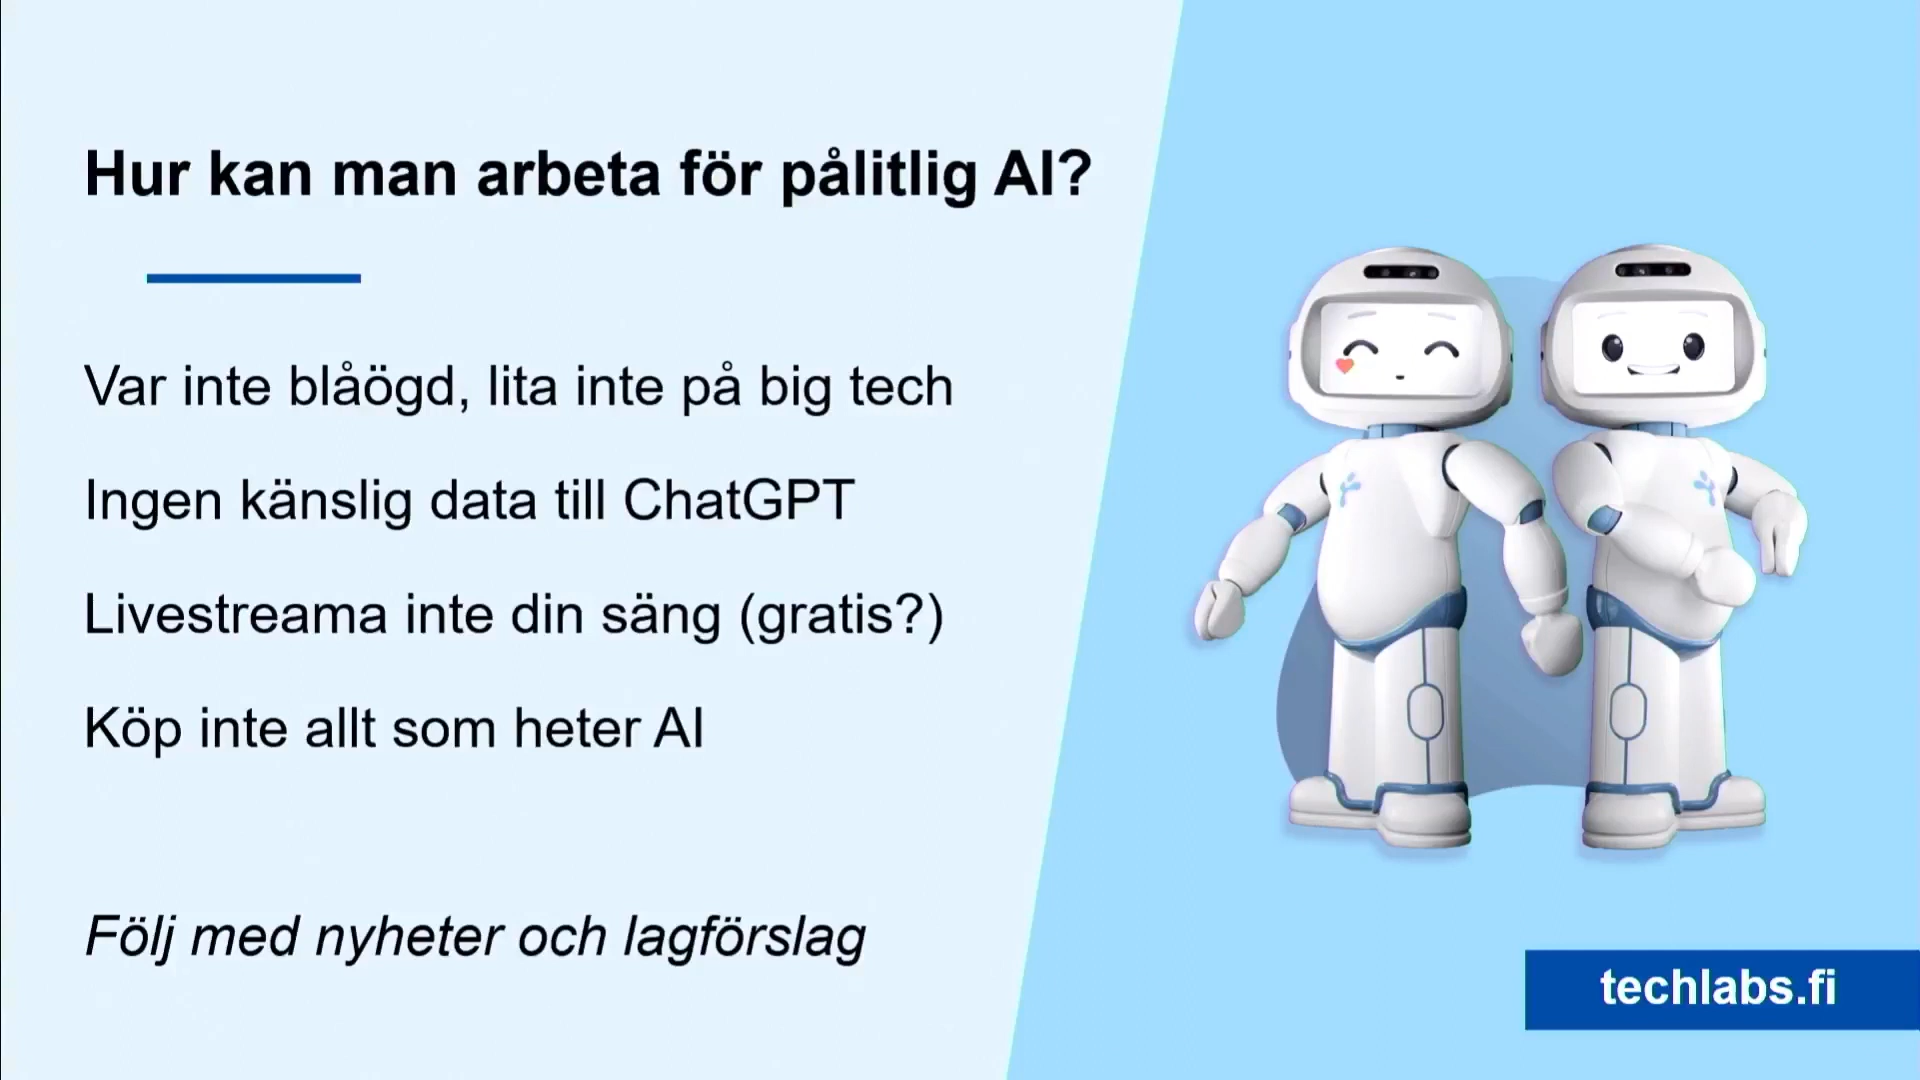 Hur kan man arbeta för pålitlig AI?
Var inte blåögd, lita inte på big tech
Ingen känslig data till ChatGPT
Livestreama inte din säng (gratis?)
Köp inte allt som heter AI
Följ med nyheter och lagförslag
techlabs.fi